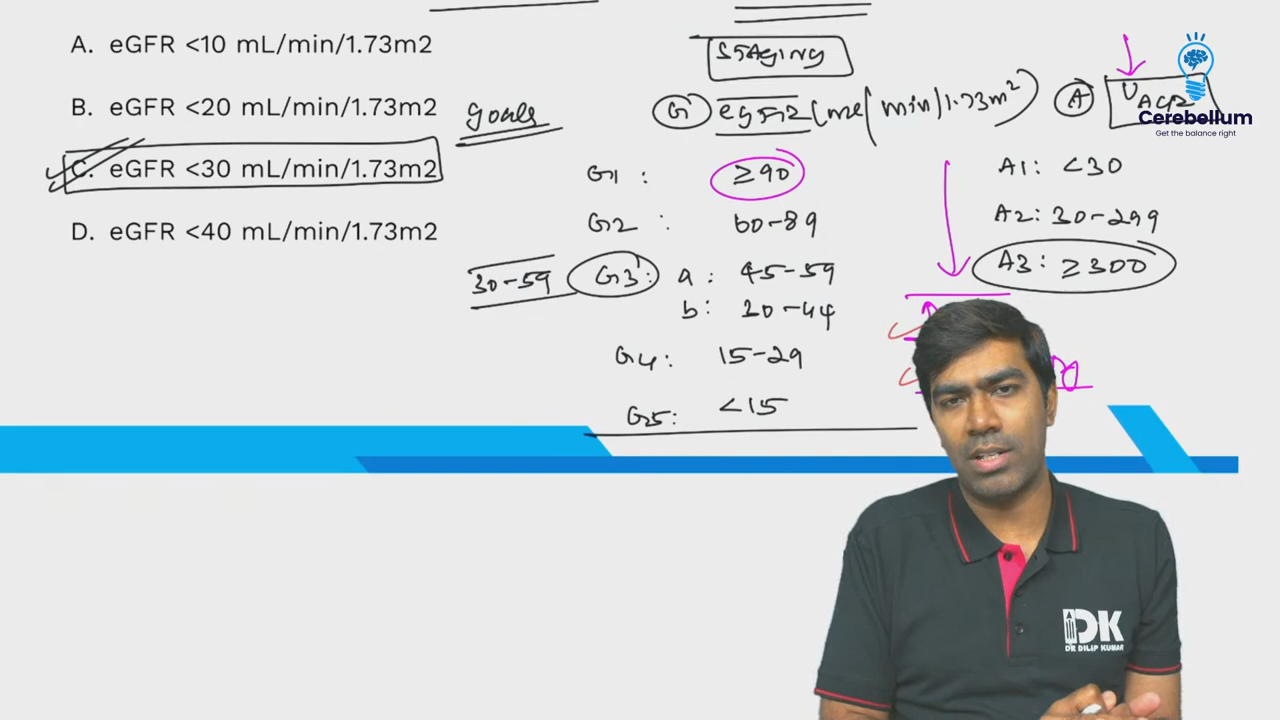 A. eGFR <10 mL/min/1.73m2
B. eGFR <20 mL/min/1.73m2
C. eGFR <30 mL/min/1.73m2
D. eGFR <40 mL/min/1.73m2
Goals
STAGING
G eGFR (ml/min/1.73m²)
G1 : ≥90
G2 : 60-89
30-59 G3: a: 45-59
b: 30-44
G4: 15-29
G5: <15
A UACR
A1: <30
A2: 30-299
A3: ≥300
Cerebellum
Get the balance right
DK
DR DILIP KUMAR